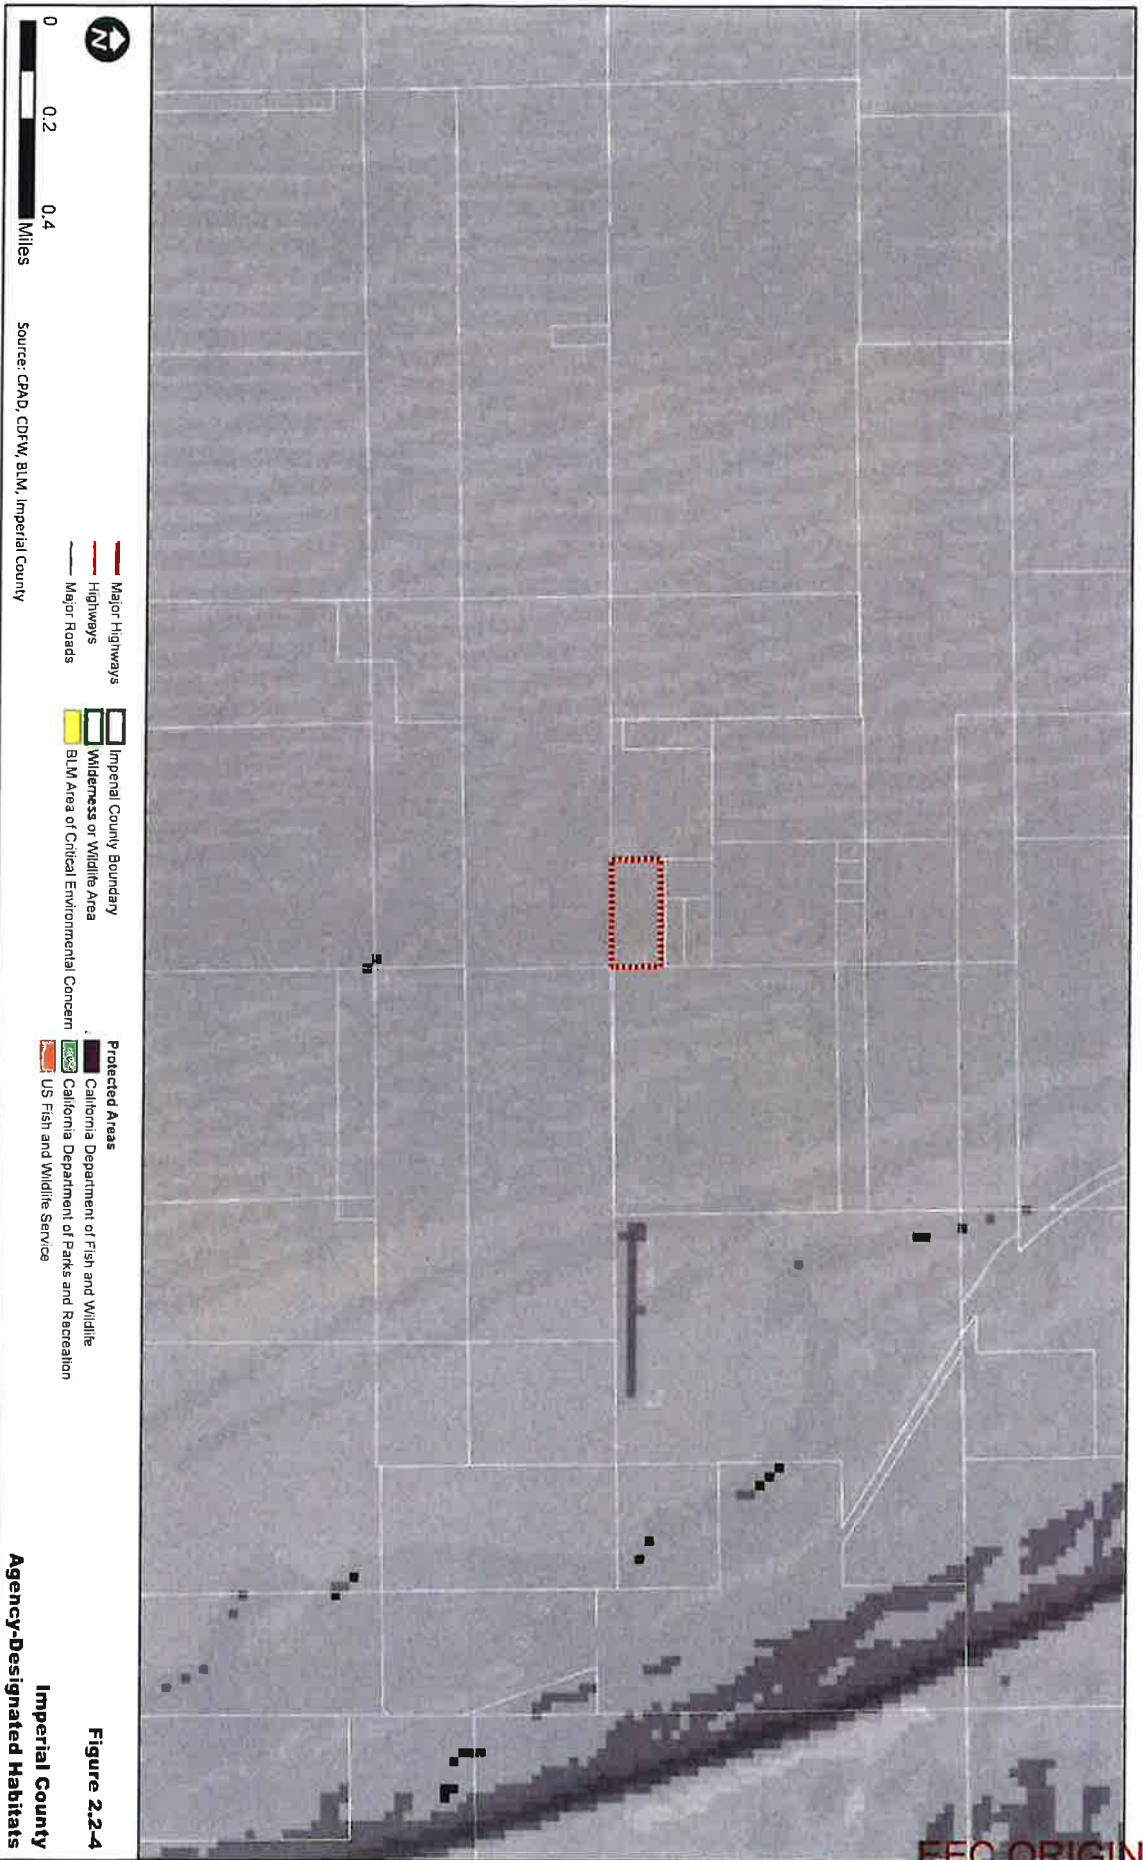 N
0 0.2 0.4
Miles
Source: CPAD, CDFW, BLM, Imperial County
Major Highways
Highways
Major Roads
Imperial County Boundary
Wilderness or Wildlife Area
BLM Area of Critical Environmental Concern
Protected Areas
California Department of Fish and Wildlife
California Department of Parks and Recreation
US Fish and Wildlife Service
Figure 2.2-4
Imperial County
Agency-Designated Habitats
EEC ORIGIN